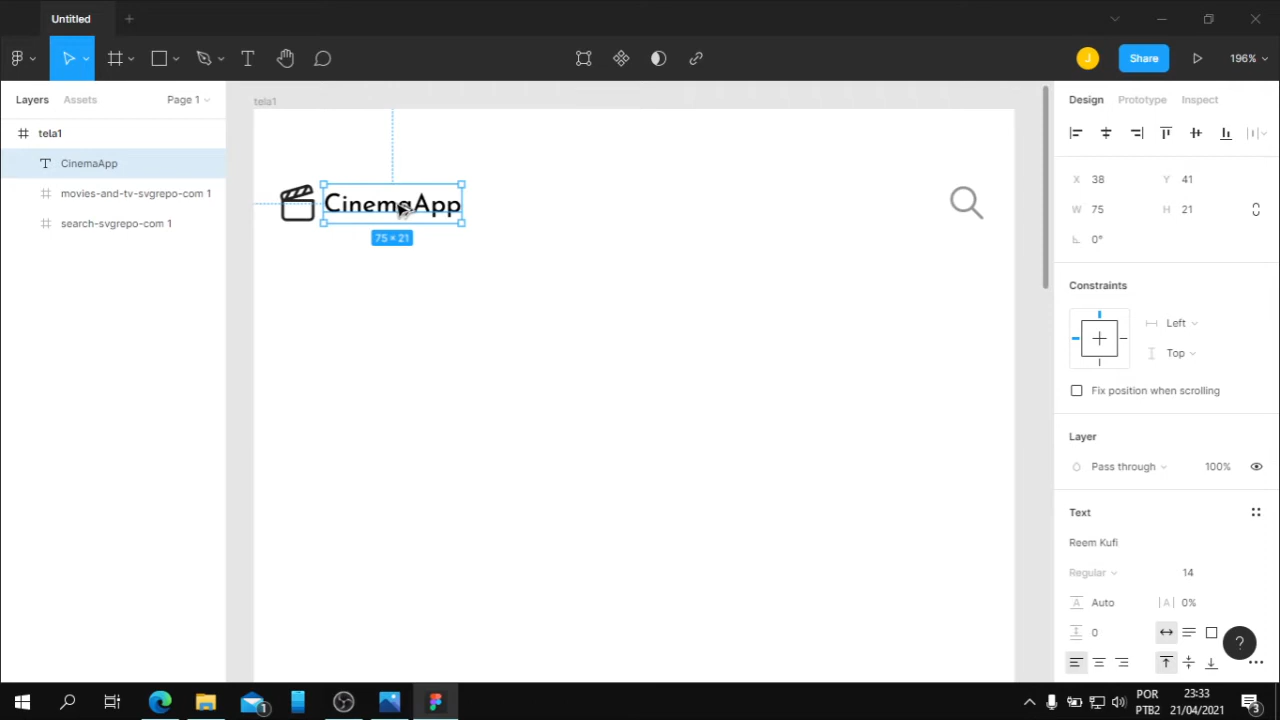 Untitled
J
Share
196%
Layers
Assets
Page 1
tela1
CinemaApp
movies-and-tv-svgrepo-com 1
search-svgrepo-com 1
tela1
CinemaApp
75 × 21
Design
Prototype
Inspect
X 38 Y 41
W 75 H 21
0°
Constraints
Left
Top
Fix position when scrolling
Layer
Pass through 100%
Text
Reem Kufi
Regular 14
Auto |A| 0%
0
?
1
POR
PTB2
23:33
21/04/2021
3